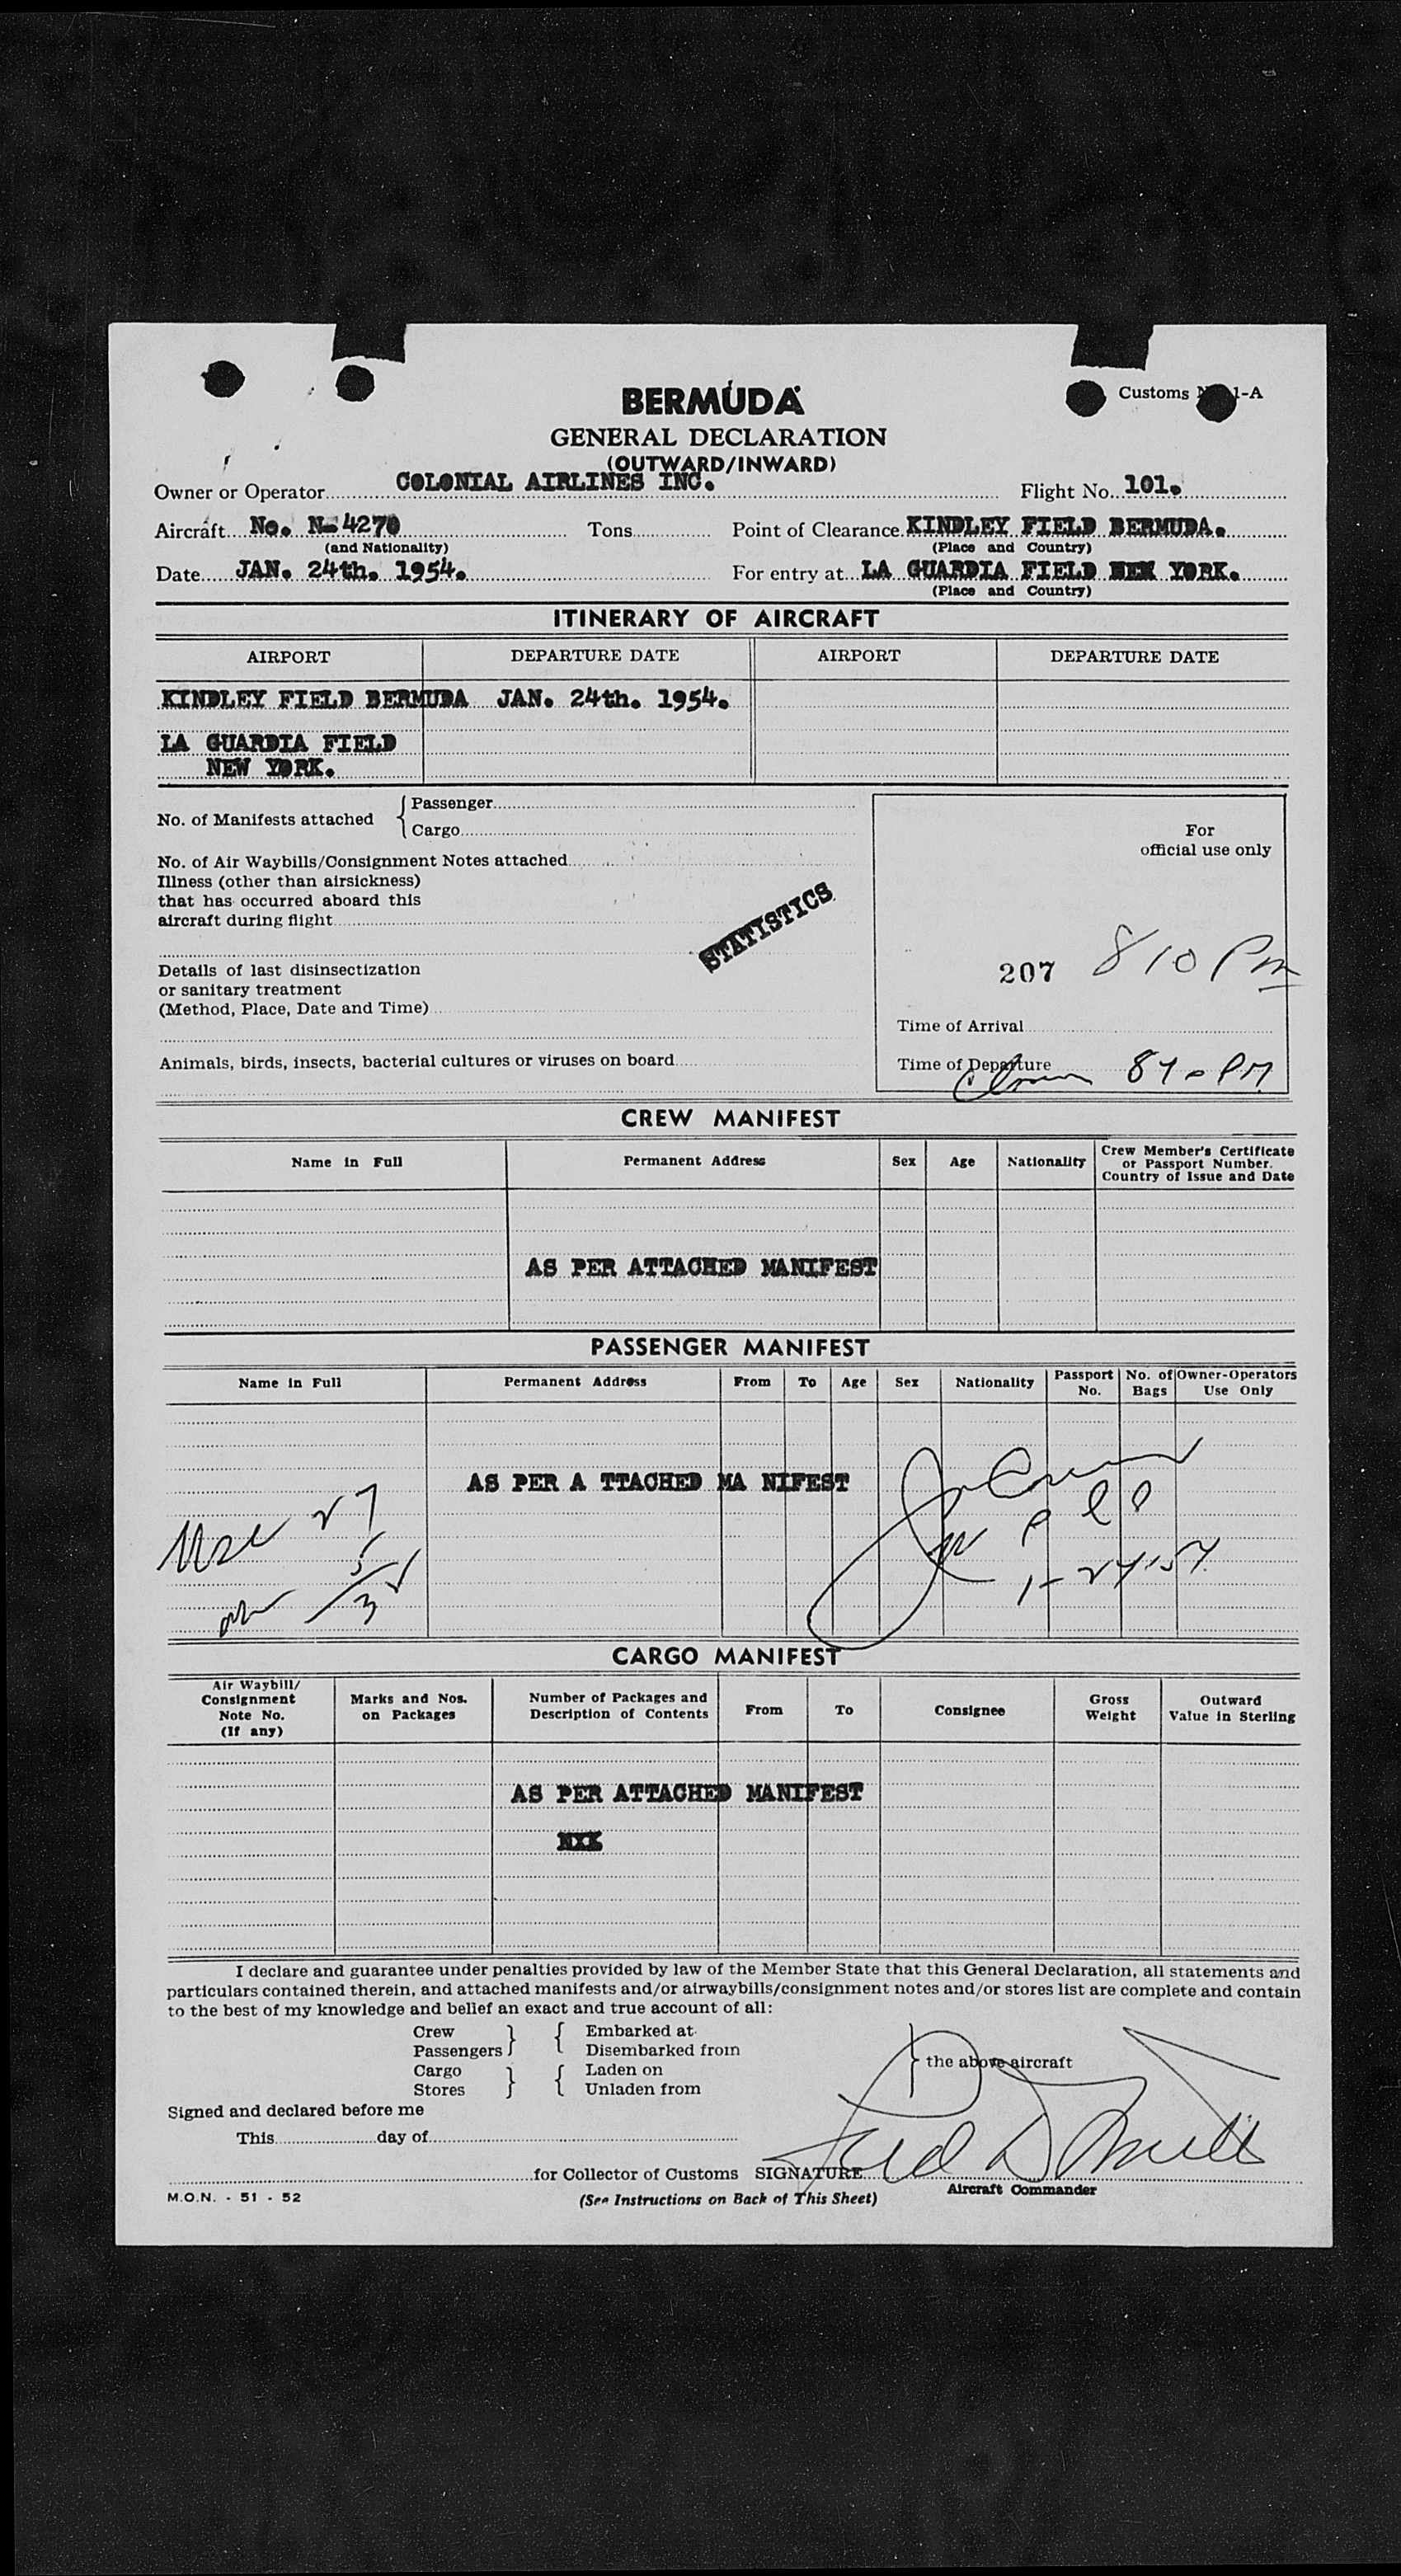 BERMUDA
Customs
1-A
GENERAL DECLARATION
(OUTWARD/INWARD)
Owner or Operator COLONIAL AIRLINES INC. Flight No. 101.
Aircraft No. N-4270 Tons Point of Clearance KINDLEY FIELD BERMUDA.
(and Nationality) (Place and Country)
Date JAN. 24th. 1954. For entry at LA GUARDIA FIELD NEW YORK.
(Place and Country)
ITINERARY OF AIRCRAFT
AIRPORT DEPARTURE DATE AIRPORT DEPARTURE DATE
KINDLEY FIELD BERMUDA JAN. 24th. 1954.
LA GUARDIA FIELD
NEW YORK.
No. of Manifests attached { Passenger
Cargo
For
official use only
No. of Air Waybills/Consignment Notes attached
Illness (other than airsickness)
that has occurred aboard this
aircraft during flight
STATISTICS
Details of last disinsectization
or sanitary treatment
(Method, Place, Date and Time)
207 810 Pm
Time of Arrival
Animals, birds, insects, bacterial cultures or viruses on board
Time of Departure
PM
CREW MANIFEST
Name in Full Permanent Address Sex Age Nationality Crew Member's Certificate
or Passport Number.
Country of Issue and Date
AS PER ATTACHED MANIFEST
PASSENGER MANIFEST
Name in Full Permanent Address From To Age Sex Nationality Passport No. No. of Bags Owner-Operators Use Only
AS PER A TTACHED MA NIFEST
27
1-24-54
CARGO MANIFEST
Air Waybill/
Consignment
Note No.
(If any)
Marks and Nos.
on Packages
Number of Packages and
Description of Contents
From To Consignee
Gross
Weight
Outward
Value in Sterling
AS PER ATTACHED MANIFEST
I declare and guarantee under penalties provided by law of the Member State that this General Declaration, all statements and
particulars contained therein, and attached manifests and/or airwaybills/consignment notes and/or stores list are complete and contain
to the best of my knowledge and belief an exact and true account of all:
Crew } { Embarked at
Passengers Disembarked from } the above aircraft
Cargo } { Laden on
Stores Unladen from
Signed and declared before me
This day of
for Collector of Customs SIGNATURE
Aircraft Commander
M.O.N. - 51 - 52 (See Instructions on Back of This Sheet)